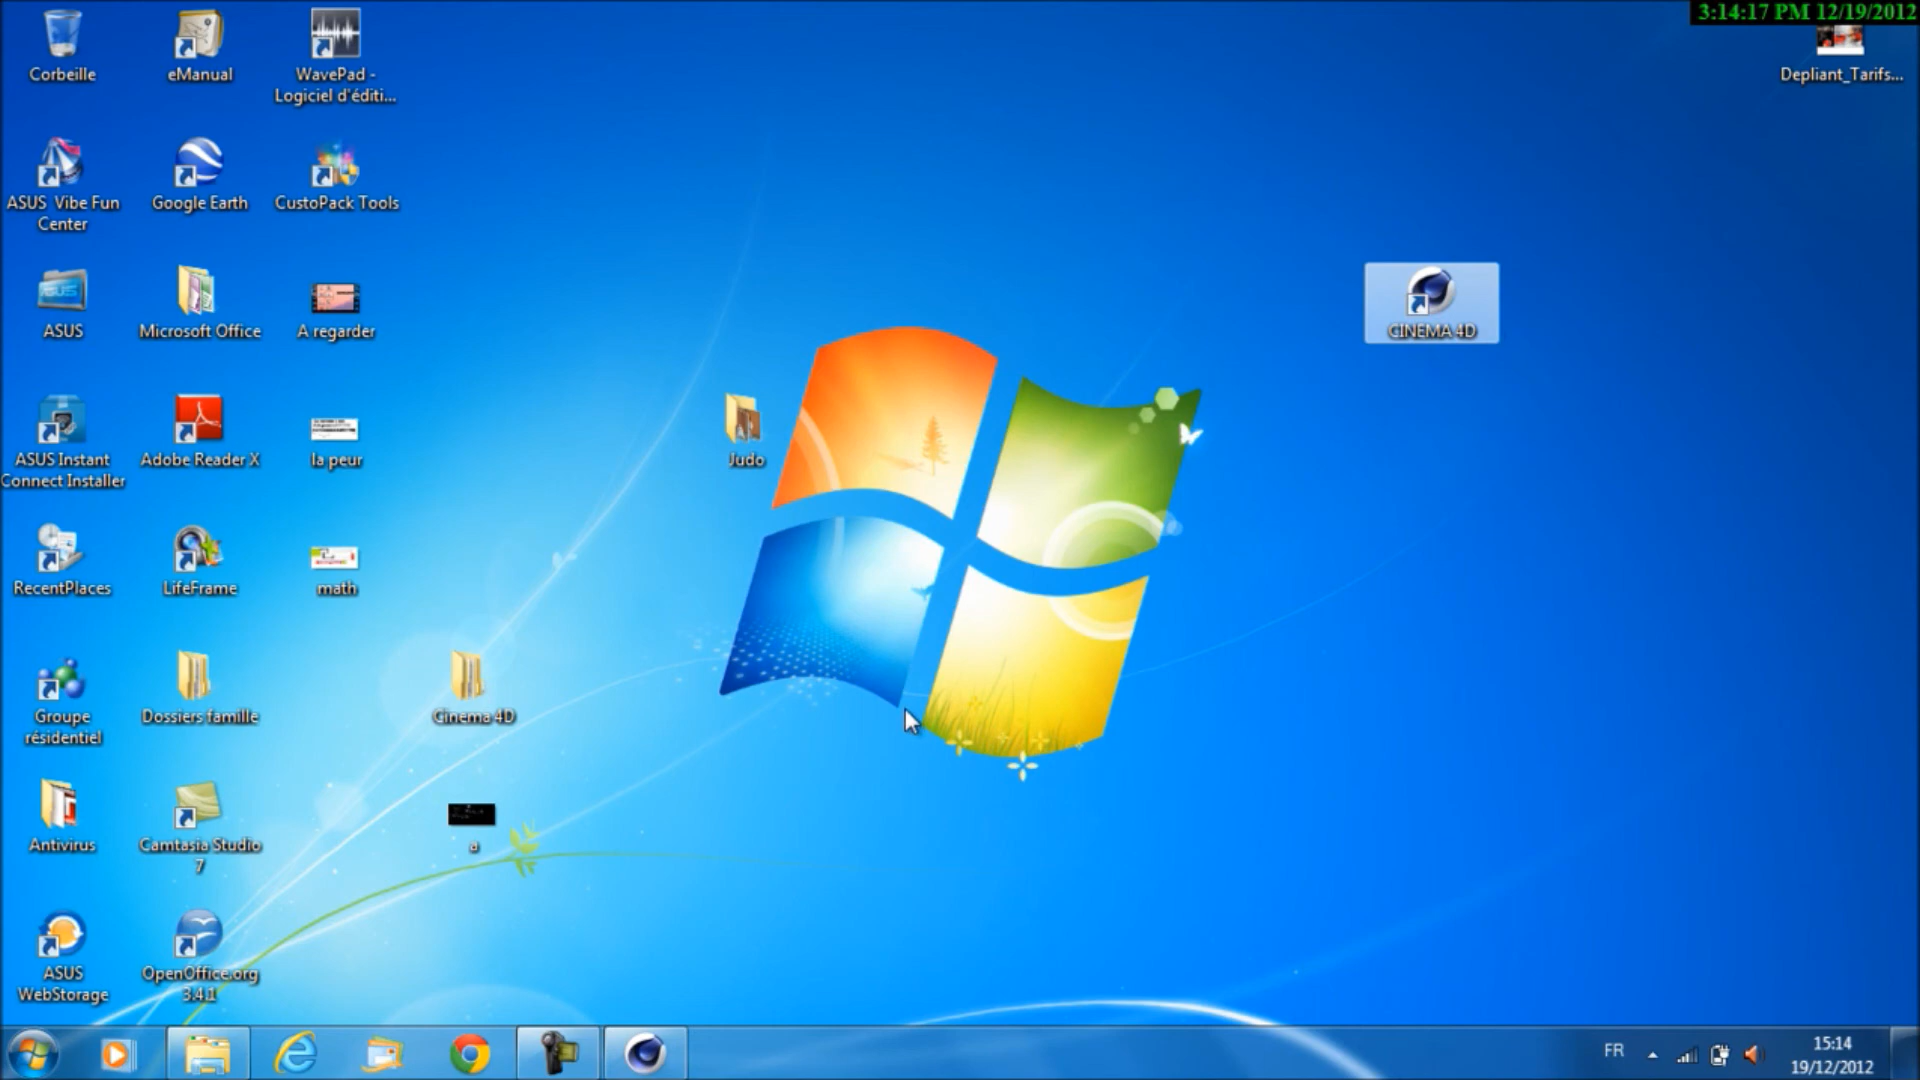 3:14:17 PM 12/19/2012
Corbeille
eManual
WavePad -
Logiciel d'éditi...
Depliant_Tarifs...
ASUS Vibe Fun
Center
Google Earth
CustoPack Tools
ASUS
Microsoft Office
A regarder
CINEMA 4D
ASUS Instant
Connect Installer
Adobe Reader X
la peur
Judo
RecentPlaces
LifeFrame
math
Groupe
résidentiel
Dossiers famille
Cinema 4D
Antivirus
Camtasia Studio
7
a
ASUS
WebStorage
OpenOffice.org
3.4.1
FR
15:14
19/12/2012